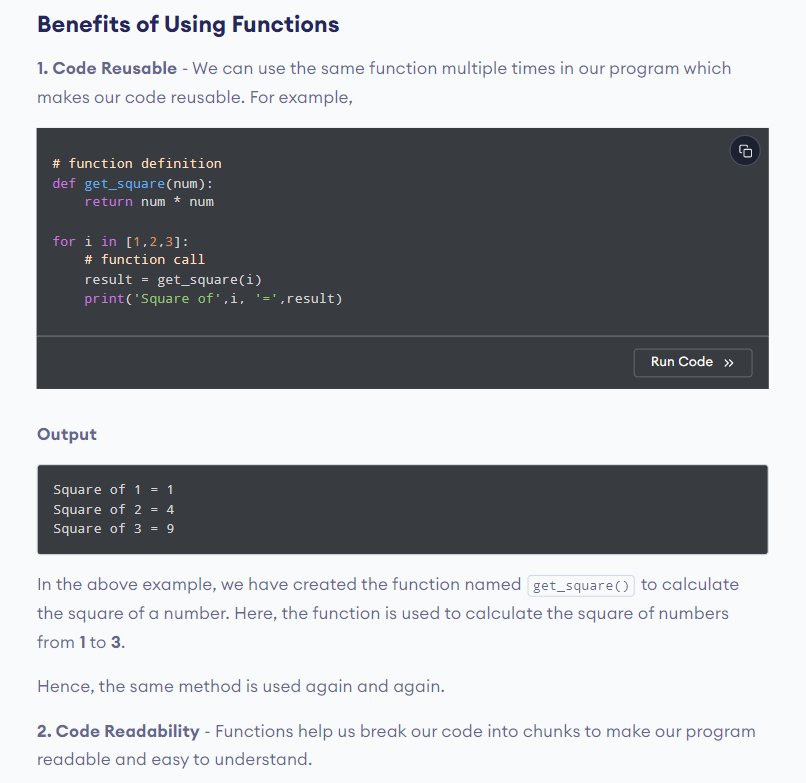 Benefits of Using Functions
1. Code Reusable - We can use the same function multiple times in our program which
makes our code reusable. For example,
# function definition
def get_square(num):
    return num * num
for i in [1,2,3]:
    # function call
    result = get_square(i)
    print('Square of',i, '=',result)
Run Code »
Output
Square of 1 = 1
Square of 2 = 4
Square of 3 = 9
In the above example, we have created the function named get_square() to calculate
the square of a number. Here, the function is used to calculate the square of numbers
from 1 to 3.
Hence, the same method is used again and again.
2. Code Readability - Functions help us break our code into chunks to make our program
readable and easy to understand.